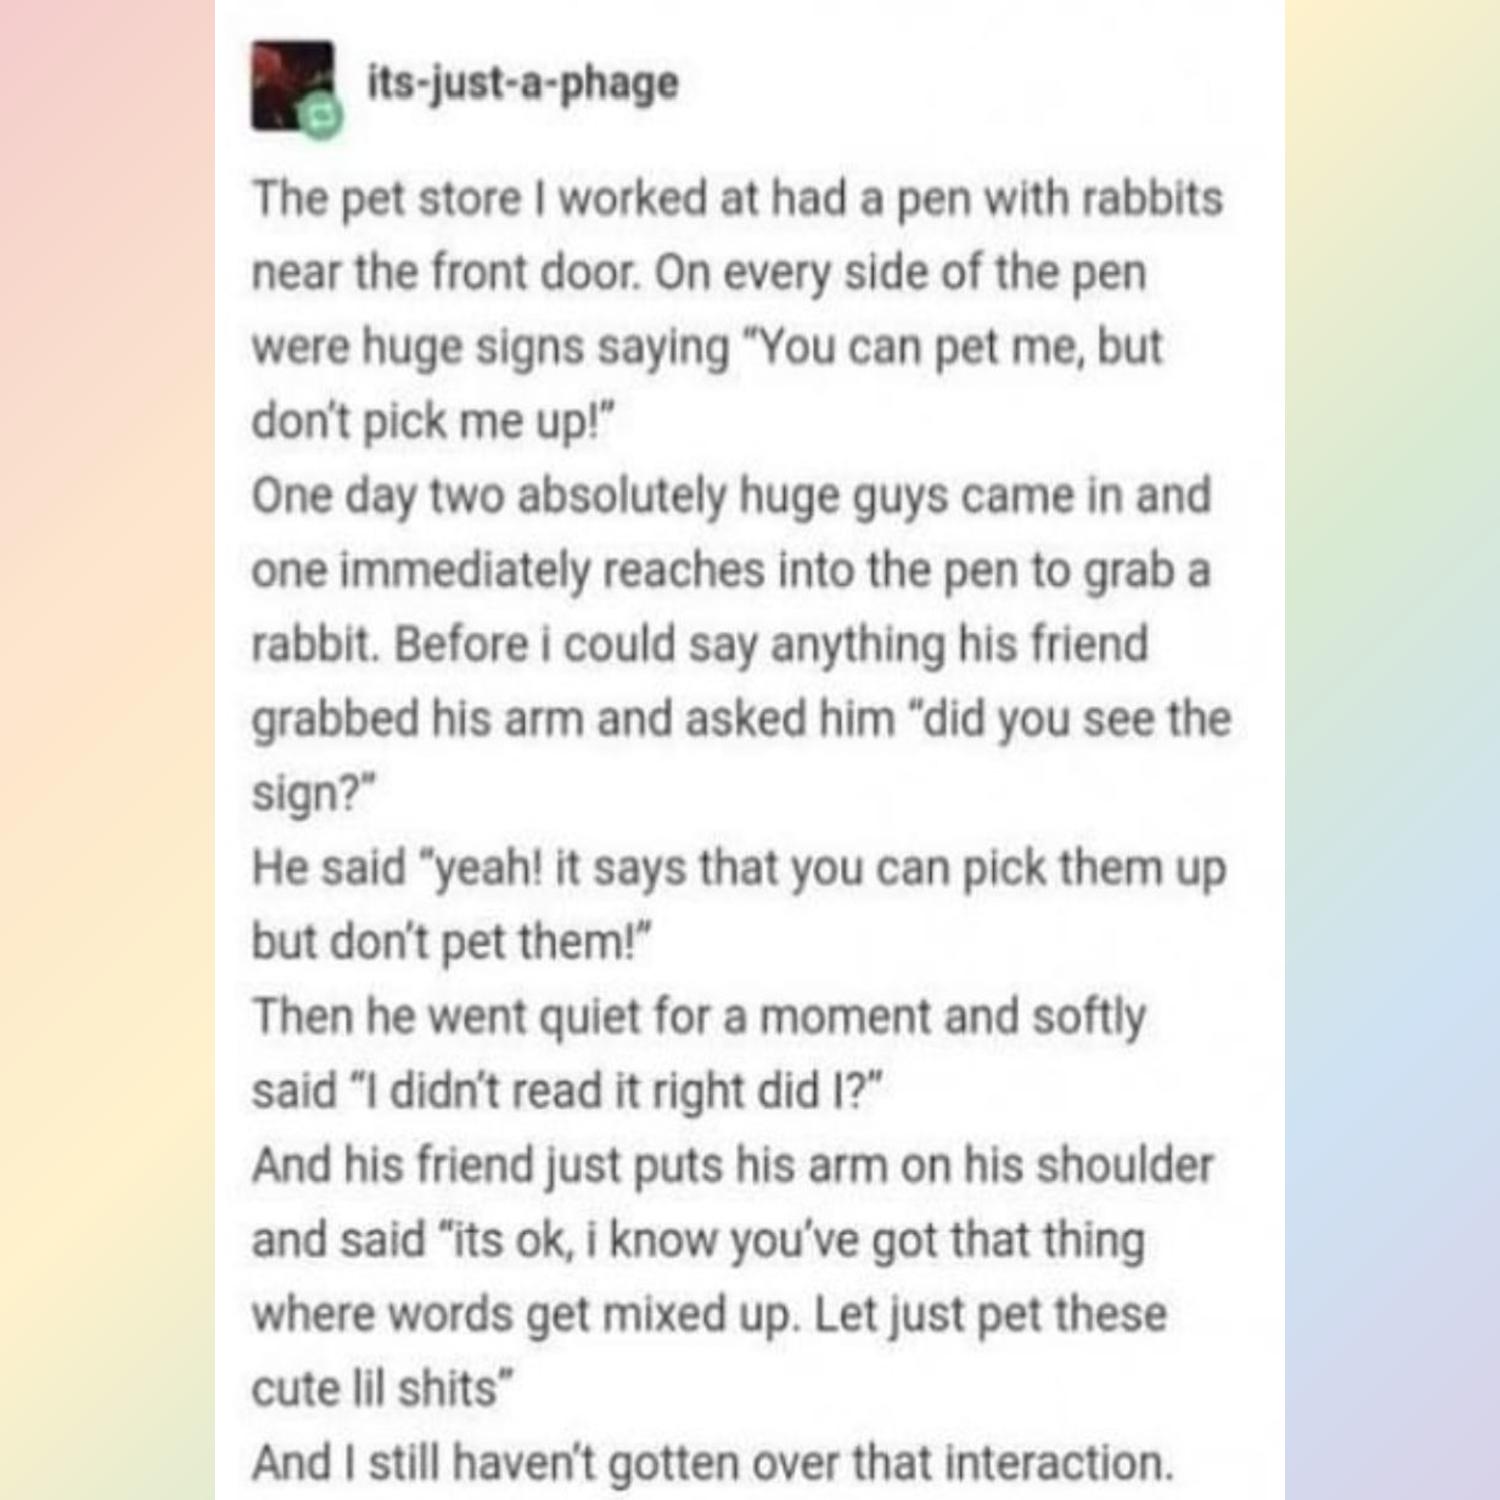 its-just-a-phage
The pet store I worked at had a pen with rabbits
near the front door. On every side of the pen
were huge signs saying “You can pet me, but
don’t pick me up!”
One day two absolutely huge guys came in and
one immediately reaches into the pen to grab a
rabbit. Before i could say anything his friend
grabbed his arm and asked him “did you see the
sign?”
He said “yeah! it says that you can pick them up
but don’t pet them!”
Then he went quiet for a moment and softly
said “I didn’t read it right did I?”
And his friend just puts his arm on his shoulder
and said “its ok, i know you’ve got that thing
where words get mixed up. Let just pet these
cute lil shits”
And I still haven’t gotten over that interaction.